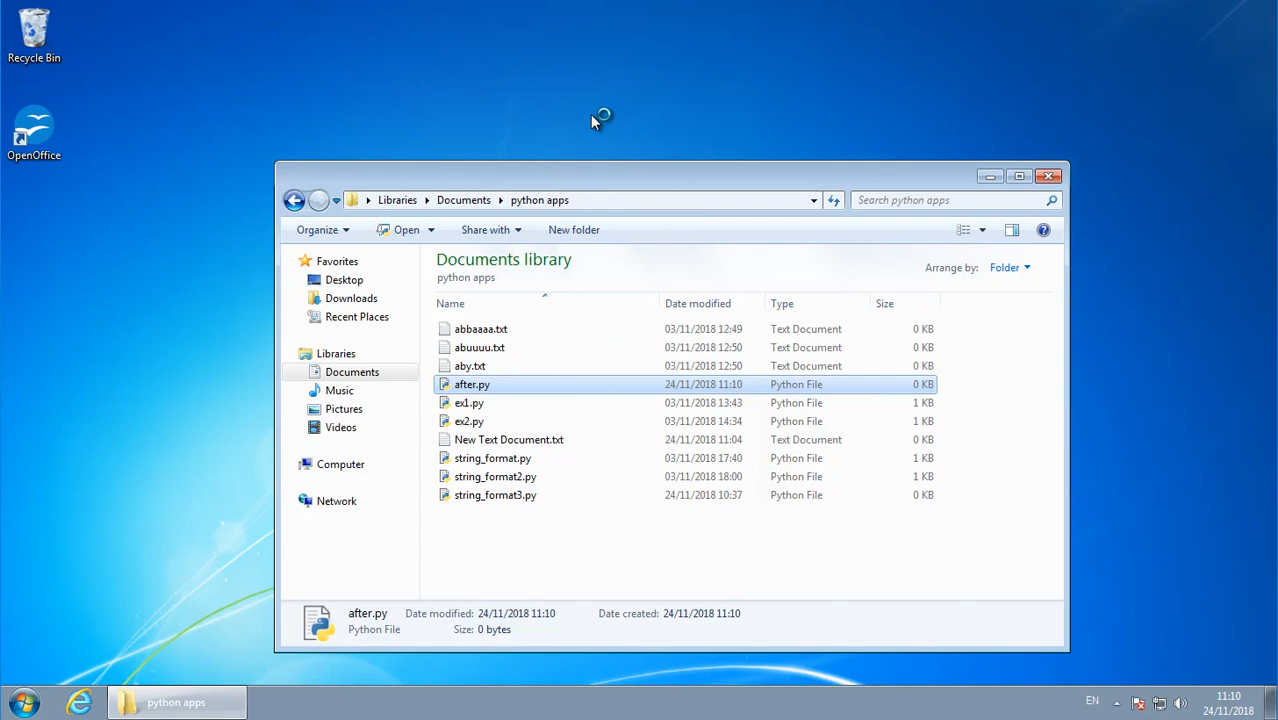 Recycle Bin
OpenOffice
Libraries Documents python apps
Search python apps
Organize Open Share with New folder
Documents library
python apps
Arrange by: Folder
Favorites
Desktop
Downloads
Recent Places
Libraries
Documents
Music
Pictures
Videos
Computer
Network
Name Date modified Type Size
abbaaaa.txt 03/11/2018 12:49 Text Document 0 KB
abuuuu.txt 03/11/2018 12:50 Text Document 0 KB
aby.txt 03/11/2018 12:50 Text Document 0 KB
after.py 24/11/2018 11:10 Python File 0 KB
ex1.py 03/11/2018 13:43 Python File 1 KB
ex2.py 03/11/2018 14:34 Python File 1 KB
New Text Document.txt 24/11/2018 11:04 Text Document 0 KB
string_format.py 03/11/2018 17:40 Python File 1 KB
string_format2.py 03/11/2018 18:00 Python File 1 KB
string_format3.py 24/11/2018 10:37 Python File 0 KB
after.py Date modified: 24/11/2018 11:10 Date created: 24/11/2018 11:10
Python File Size: 0 bytes
python apps
EN
11:10
24/11/2018